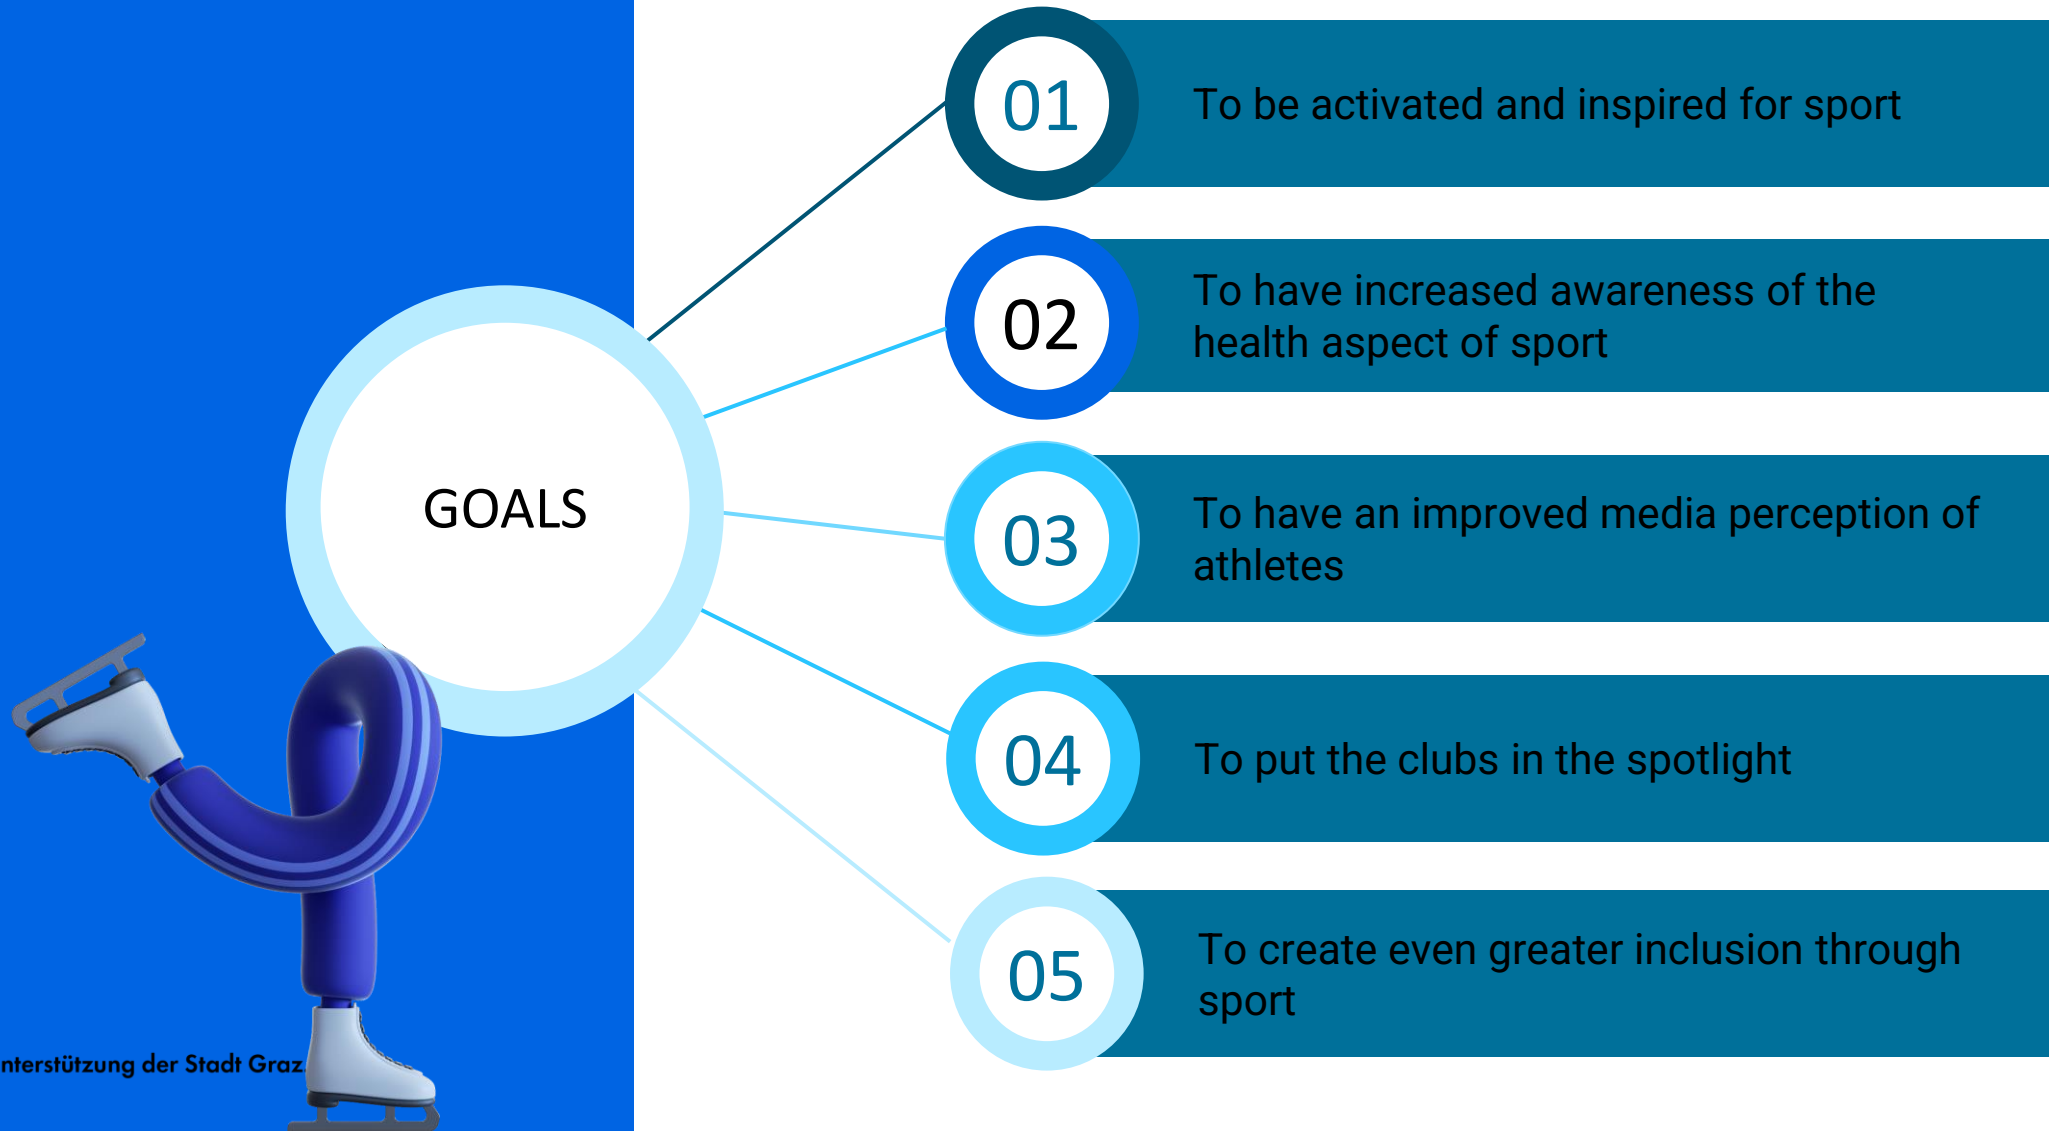 GOALS
01
To be activated and inspired for sport
02
To have increased awareness of the
health aspect of sport
03
To have an improved media perception of
athletes
04
To put the clubs in the spotlight
05
To create even greater inclusion through
sport
der Stadt Graz